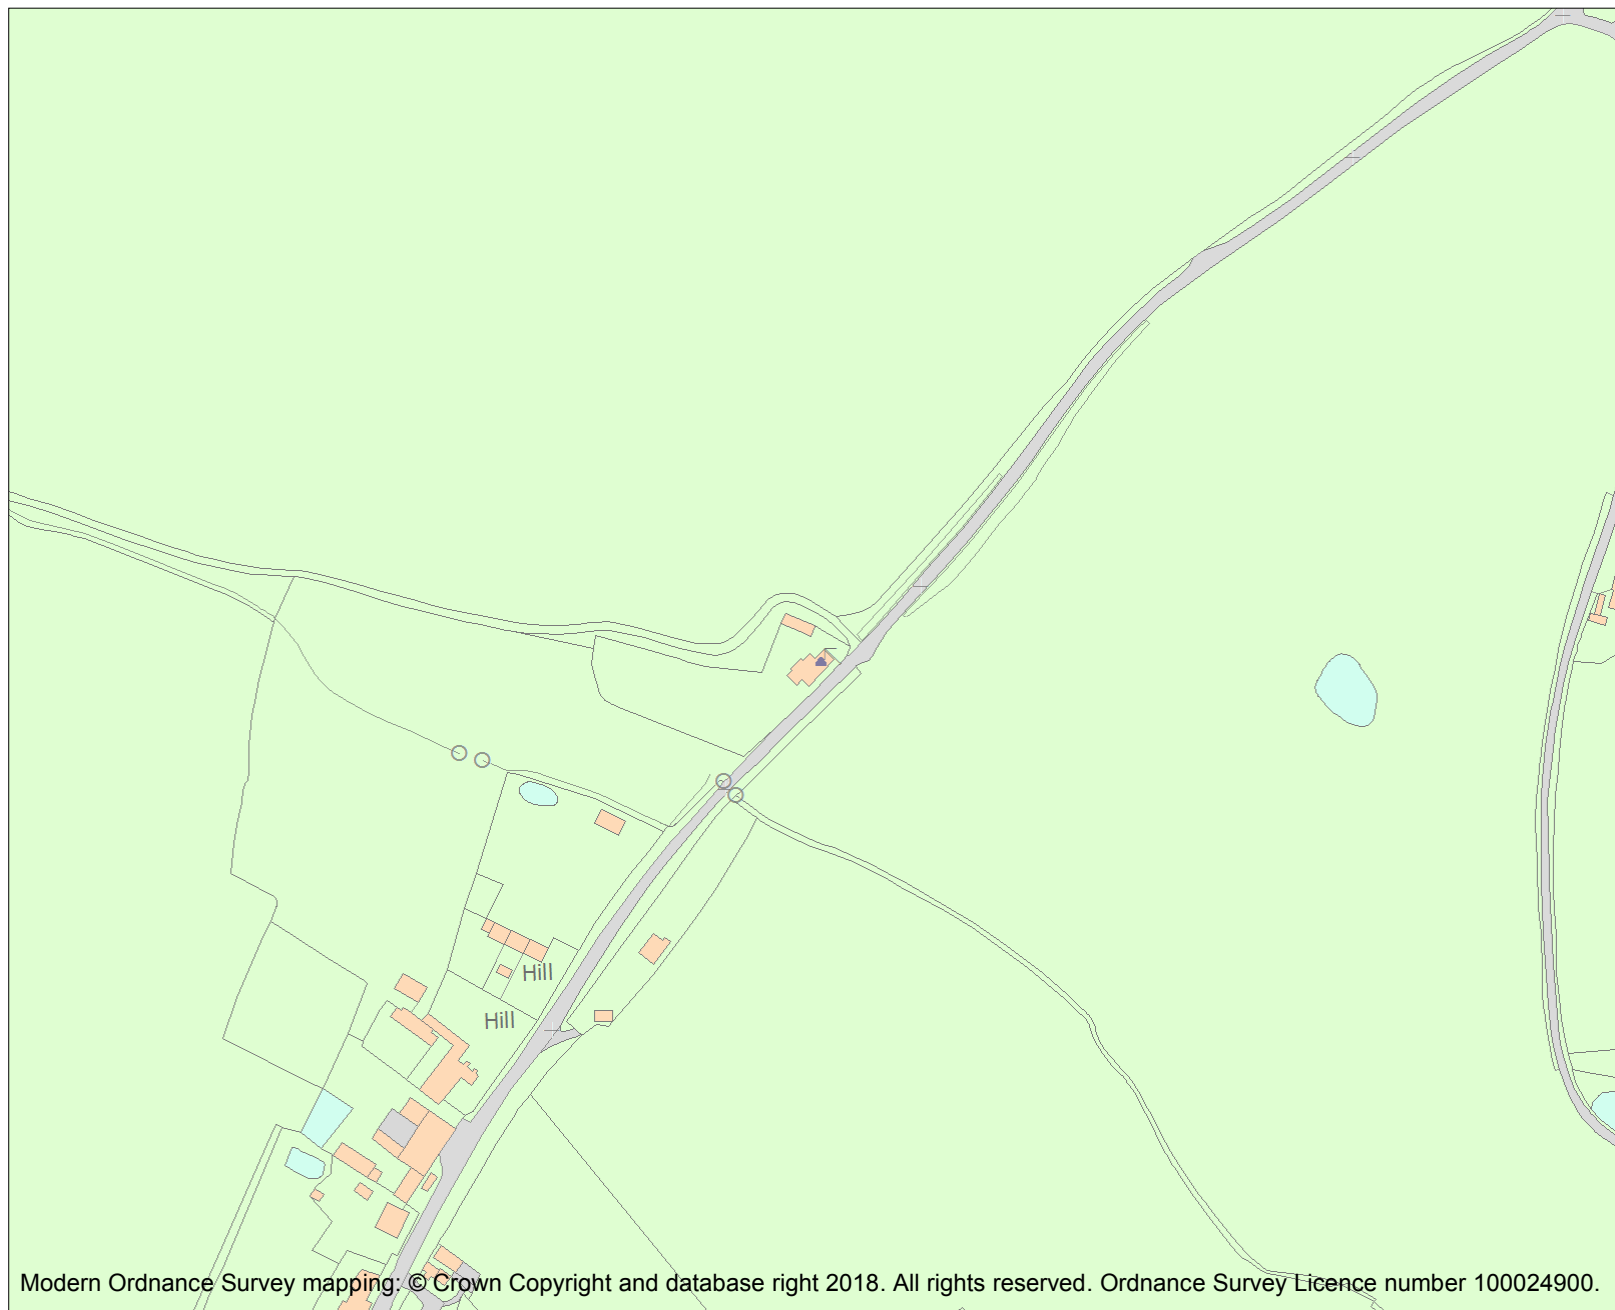 Hill
Hill
Modern Ordnance Survey mapping: © Crown Copyright and database right 2018. All rights reserved. Ordnance Survey Licence number 100024900.